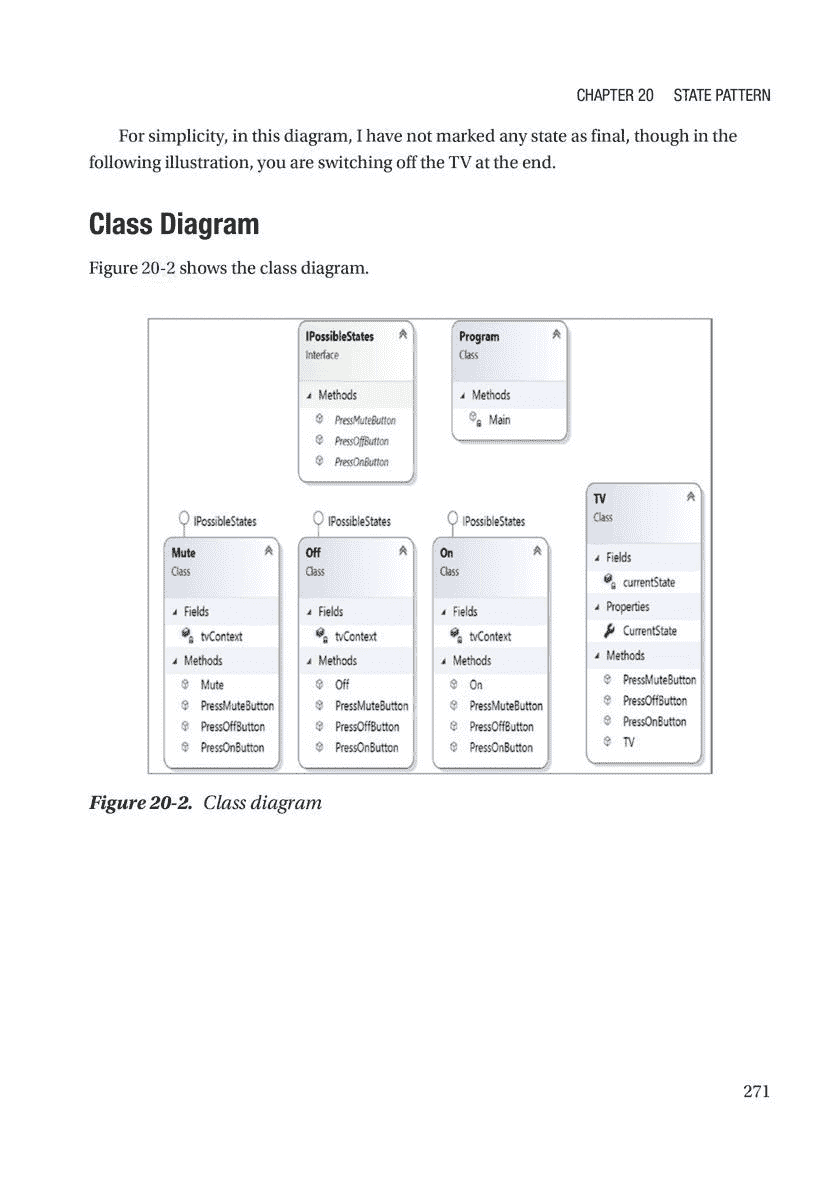 CHAPTER 20 STATE PATTERN
For simplicity, in this diagram, I have not marked any state as final, though in the
following illustration, you are switching off the TV at the end.
Class Diagram
Figure 20-2 shows the class diagram.
IPossibleStates
Interface
Methods
PressMuteButton
PressOffButton
PressOnButton
Program
Class
Methods
Main
IPossibleStates
Mute
Class
Fields
tvContext
Methods
Mute
PressMuteButton
PressOffButton
PressOnButton
IPossibleStates
Off
Class
Fields
tvContext
Methods
Off
PressMuteButton
PressOffButton
PressOnButton
IPossibleStates
On
Class
Fields
tvContext
Methods
On
PressMuteButton
PressOffButton
PressOnButton
TV
Class
Fields
currentState
Properties
CurrentState
Methods
PressMuteButton
PressOffButton
PressOnButton
TV
Figure 20-2. Class diagram
271